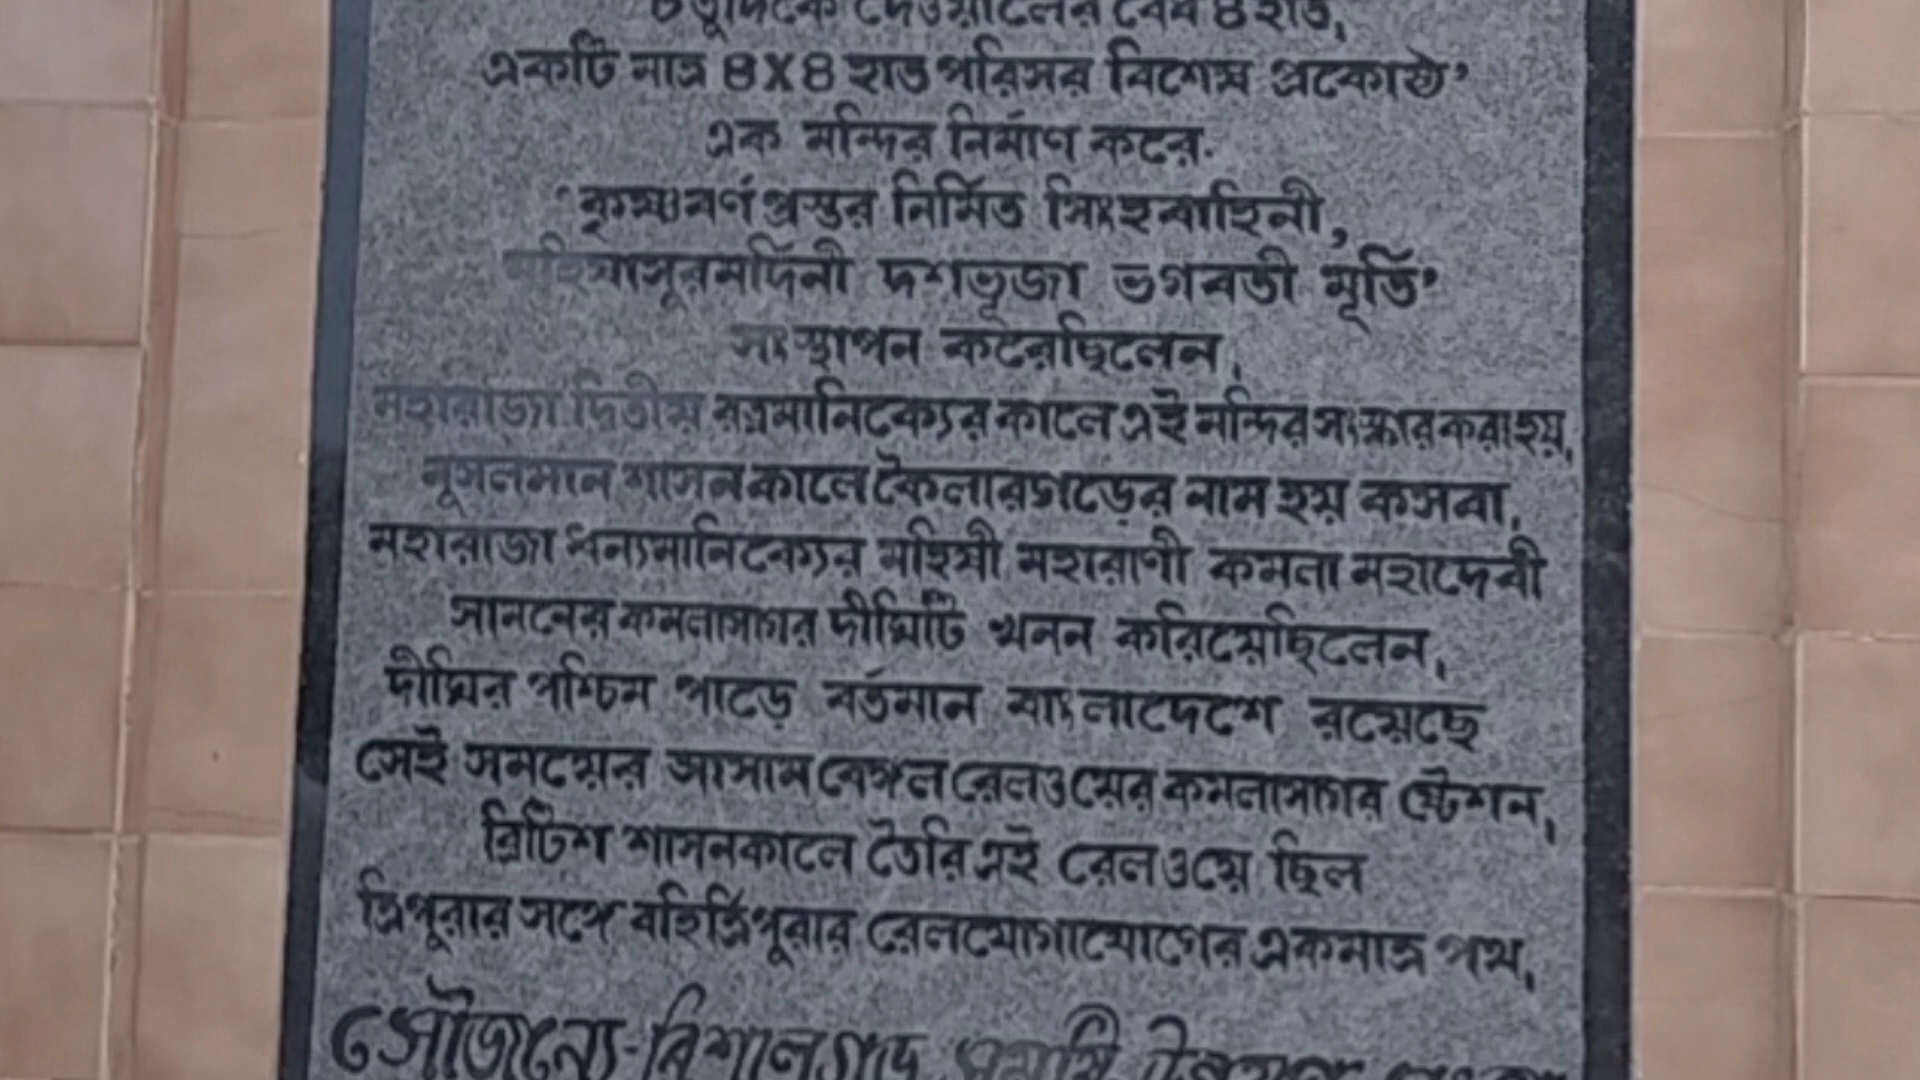 চতুর্দিকে দেওয়ালের বেধ ৪ হাত,
একটি মাত্র ৪X৪ হাত পরিসর বিশেষ প্রকোষ্ঠে’
এক মন্দির নির্মাণ করে.
‘কৃষ্ণবর্ণ প্রস্তর নির্মিত সিংহবাহিনী,
মহিষাসুরমর্দিনী দশভূজা ভগবতী মূর্তি’
সংস্থাপন করেছিলেন,
মহারাজা দ্বিতীয় রত্নমানিক্যের কালে এই মন্দির সংস্কার করা হয়,
মুসলমান শাসনকালে কৈলারগড়ের নাম হয় কসবা,
মহারাজা ধন্যমানিক্যের মহিষী মহারাণী কমলা মহাদেবী
সামনের কমলাসাগর দীঘিটি খনন করিয়েছিলেন,
দীঘির পশ্চিম পাড়ে বর্তমান বাংলাদেশে রয়েছে
সেই সময়ের আসাম বেঙ্গল রেলওয়ের কমলাসাগর স্টেশন,
ব্রিটিশ শাসনকালে তৈরি এই রেলওয়ে ছিল
ত্রিপুরার সঙ্গে বহির্ত্রিপুরার রেলযোগাযোগের একমাত্র পথ,
সৌজন্যে-বিশালগড়